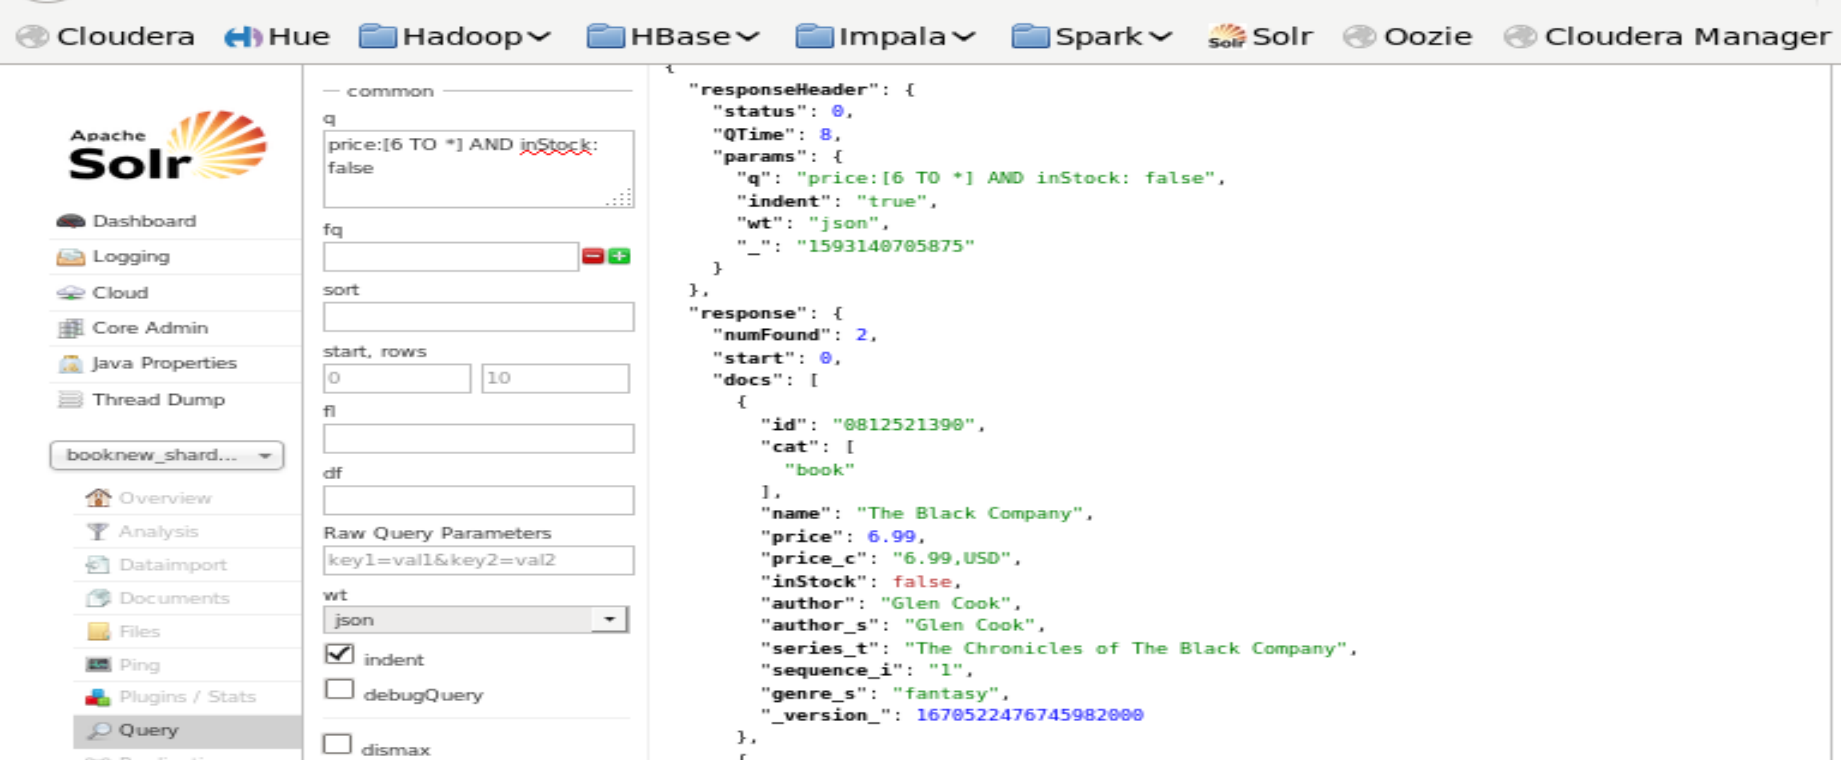 Cloudera Hue Hadoop HBase Impala Spark Solr Oozie Cloudera Manager
Apache
Solr
Dashboard
Logging
Cloud
Core Admin
Java Properties
Thread Dump
booknew_shard...
Overview
Analysis
Dataimport
Documents
Files
Ping
Plugins / Stats
Query
common
q
price:[6 TO *] AND inStock:
false
fq
sort
start, rows
0 10
fl
df
Raw Query Parameters
key1=val1&key2=val2
wt
json
indent
debugQuery
dismax
{
"responseHeader": {
"status": 0,
"QTime": 8,
"params": {
"q": "price:[6 TO *] AND inStock: false",
"indent": "true",
"wt": "json",
"_": "1593140705875"
}
},
"response": {
"numFound": 2,
"start": 0,
"docs": [
{
"id": "0812521390",
"cat": [
"book"
],
"name": "The Black Company",
"price": 6.99,
"price_c": "6.99,USD",
"inStock": false,
"author": "Glen Cook",
"author_s": "Glen Cook",
"series_t": "The Chronicles of The Black Company",
"sequence_i": "1",
"genre_s": "fantasy",
"_version_": 1670522476745982000
},
{